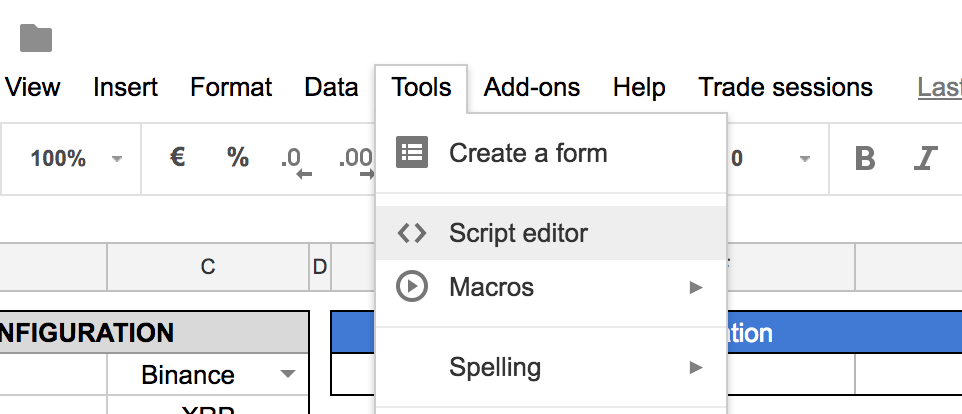 View Insert Format Data Tools Add-ons Help Trade sessions Last
100% € % .0 .00 0 B I
Create a form
Script editor
C D
Macros
NFIGURATION ation
Binance
Spelling
XRP